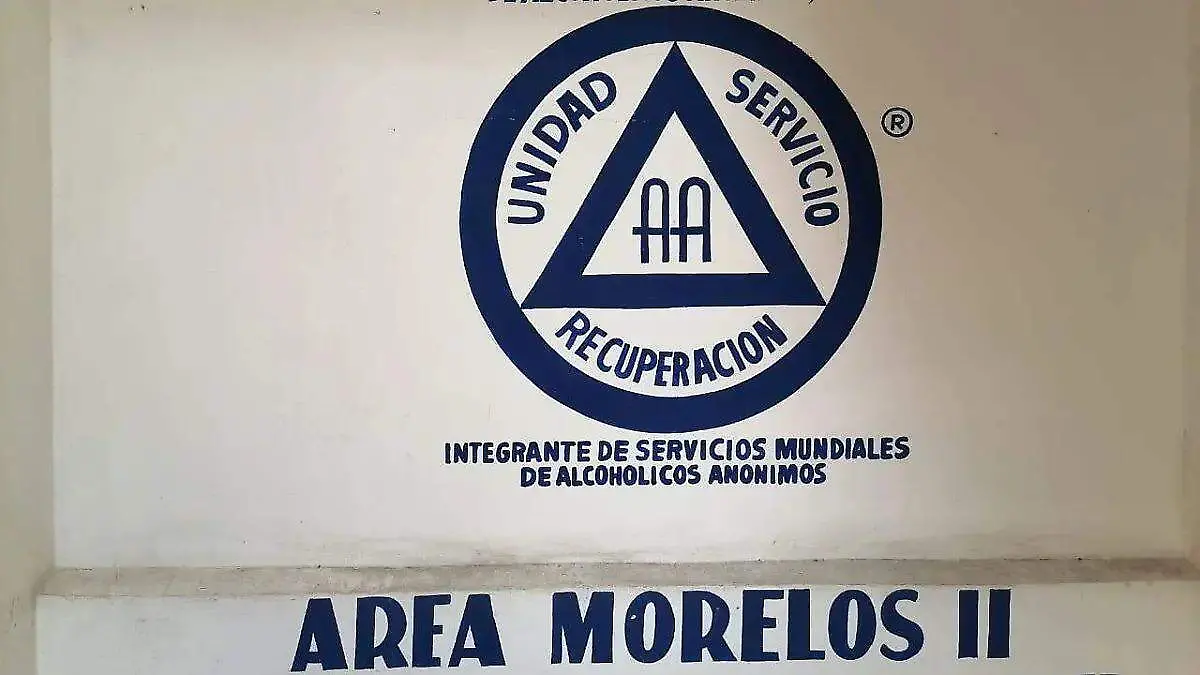 UNIDAD
SERVICIO
AA
RECUPERACION
®
INTEGRANTE DE SERVICIOS MUNDIALES
DE ALCOHOLICOS ANONIMOS
AREA MORELOS II